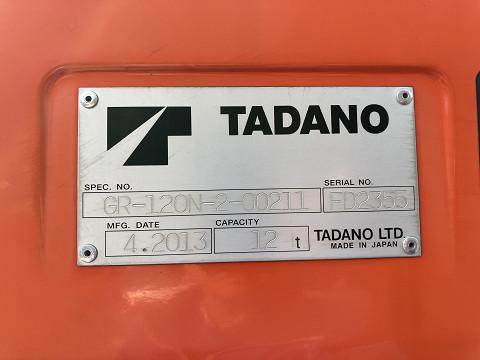 TADANO
SPEC. NO. SERIAL NO.
GR-120N-2-00211 FD2353
MFG. DATE CAPACITY
4.2013 12 t TADANO LTD.
MADE IN JAPAN